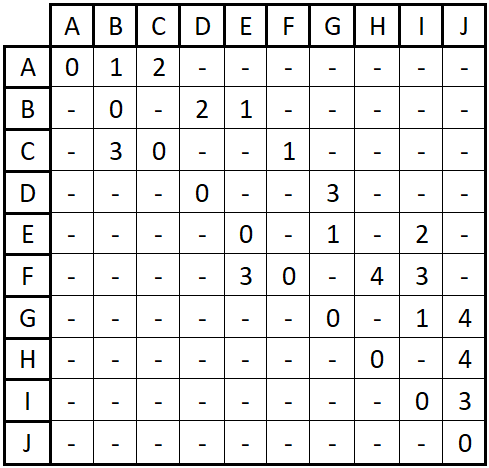 A B C D E F G H I J
A 0 1 2 - - - - - - -
B - 0 - 2 1 - - - - -
C - 3 0 - - 1 - - - -
D - - - 0 - - 3 - - -
E - - - - 0 - 1 - 2 -
F - - - - 3 0 - 4 3 -
G - - - - - - 0 - 1 4
H - - - - - - - 0 - 4
I - - - - - - - - 0 3
J - - - - - - - - - 0